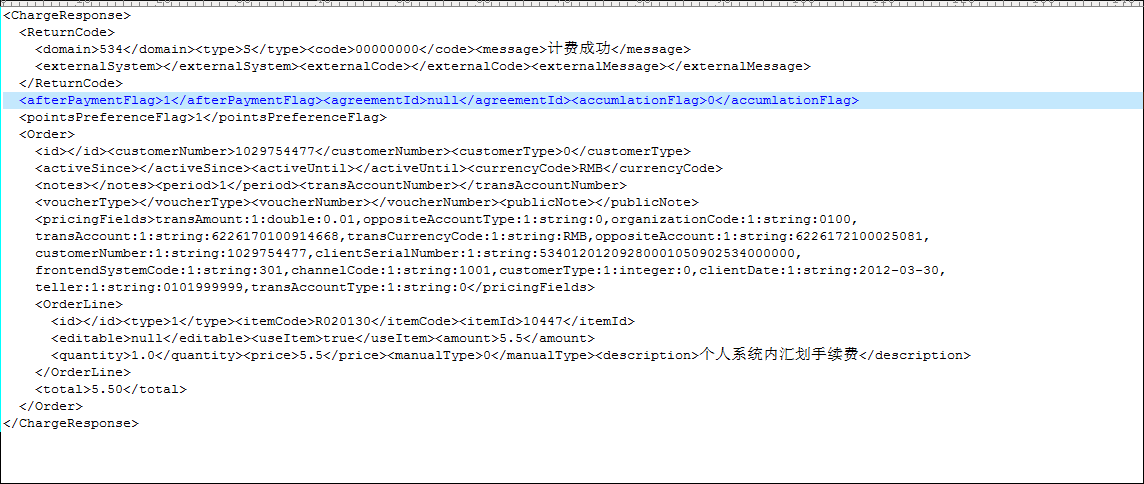 <ChargeResponse>
<ReturnCode>
<domain>534</domain><type>S</type><code>00000000</code><message>计费成功</message>
<externalSystem></externalSystem><externalCode></externalCode><externalMessage></externalMessage>
</ReturnCode>
<afterPaymentFlag>1</afterPaymentFlag><agreementId>null</agreementId><accumlationFlag>0</accumlationFlag>
<pointsPreferenceFlag>1</pointsPreferenceFlag>
<Order>
<id></id><customerNumber>1029754477</customerNumber><customerType>0</customerType>
<activeSince></activeSince><activeUntil></activeUntil><currencyCode>RMB</currencyCode>
<notes></notes><period>1</period><transAccountNumber></transAccountNumber>
<voucherType></voucherType><voucherNumber></voucherNumber><publicNote></publicNote>
<pricingFields>transAmount:1:double:0.01,oppositeAccountType:1:string:0,organizationCode:1:string:0100,
transAccount:1:string:6226170100914668,transCurrencyCode:1:string:RMB,oppositeAccount:1:string:6226172100025081,
customerNumber:1:string:1029754477,clientSerialNumber:1:string:53401201209280001050902534000000,
frontendSystemCode:1:string:301,channelCode:1:string:1001,customerType:1:integer:0,clientDate:1:string:2012-03-30,
teller:1:string:0101999999,transAccountType:1:string:0</pricingFields>
<OrderLine>
<id></id><type>1</type><itemCode>R020130</itemCode><itemId>10447</itemId>
<editable>null</editable><useItem>true</useItem><amount>5.5</amount>
<quantity>1.0</quantity><price>5.5</price><manualType>0</manualType><description>个人系统内汇划手续费</description>
</OrderLine>
<total>5.50</total>
</Order>
</ChargeResponse>